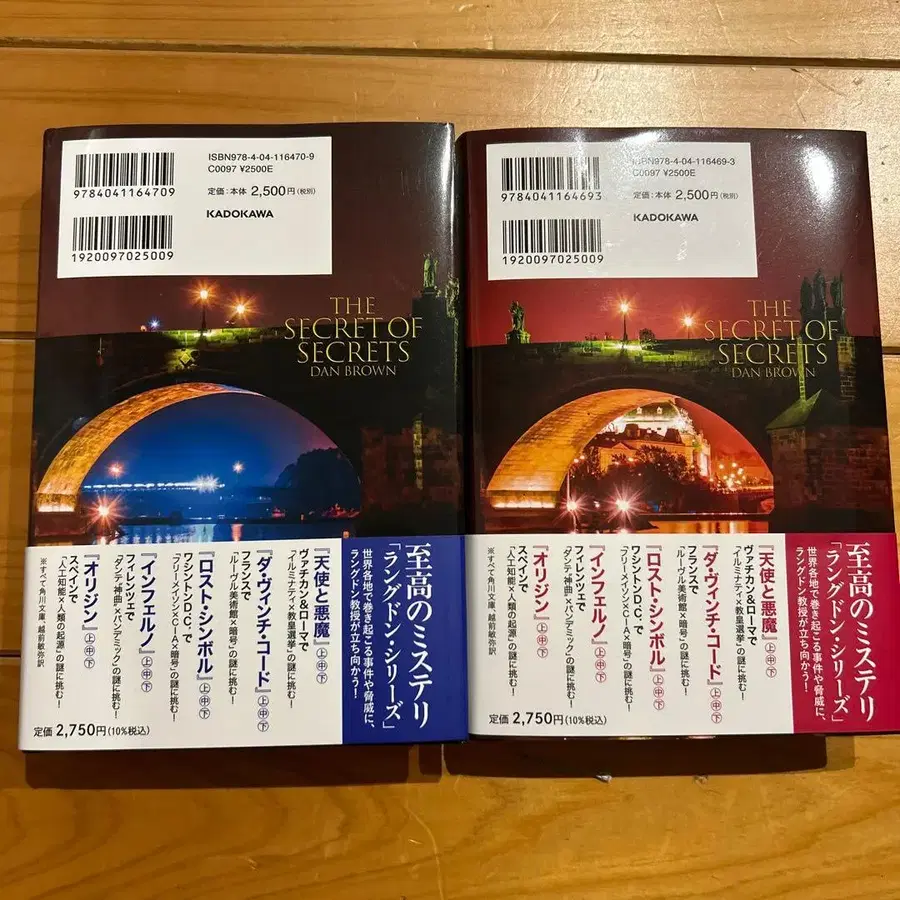 ISBN978-4-04-116470-9
C0097 ¥2500E
定価:本体 2,500円(税別)
KADOKAWA
9784041164709
1920097025009
THE
SECRET OF
SECRETS
DAN BROWN
至高のミステリ
「ラングドン・シリーズ」
世界各地で巻き起こる事件や脅威に、
ラングドン教授が立ち向かう!
『天使と悪魔』上中下
ヴァチカン&ローマで
"イルミナティ×教皇選挙"の謎に挑む!
『ダ・ヴィンチ・コード』上中下
フランスで
"ルーヴル美術館×暗号"の謎に挑む!
『ロスト・シンボル』上中下
ワシントンD.C.で
"フリーメイソン×CIA×暗号"の謎に挑む!
『インフェルノ』上中下
フィレンツェで
"ダンテ『神曲』×パンデミック"の謎に挑む!
『オリジン』上中下
スペインで
"人工知能×人類の起源"の謎に挑む!
※すべて角川文庫、越前敏弥訳
定価 2,750円(10%税込)
ISBN978-4-04-116469-3
C0097 ¥2500E
定価:本体 2,500円(税別)
KADOKAWA
9784041164693
1920097025009
THE
SECRET OF
SECRETS
DAN BROWN
至高のミステリ
「ラングドン・シリーズ」
世界各地で巻き起こる事件や脅威に、
ラングドン教授が立ち向かう!
『天使と悪魔』上中下
ヴァチカン&ローマで
"イルミナティ×教皇選挙"の謎に挑む!
『ダ・ヴィンチ・コード』上中下
フランスで
"ルーヴル美術館×暗号"の謎に挑む!
『ロスト・シンボル』上中下
ワシントンD.C.で
"フリーメイソン×CIA×暗号"の謎に挑む!
『インフェルノ』上中下
フィレンツェで
"ダンテ『神曲』×パンデミック"の謎に挑む!
『オリジン』上中下
スペインで
"人工知能×人類の起源"の謎に挑む!
※すべて角川文庫、越前敏弥訳
定価 2,750円(10%税込)